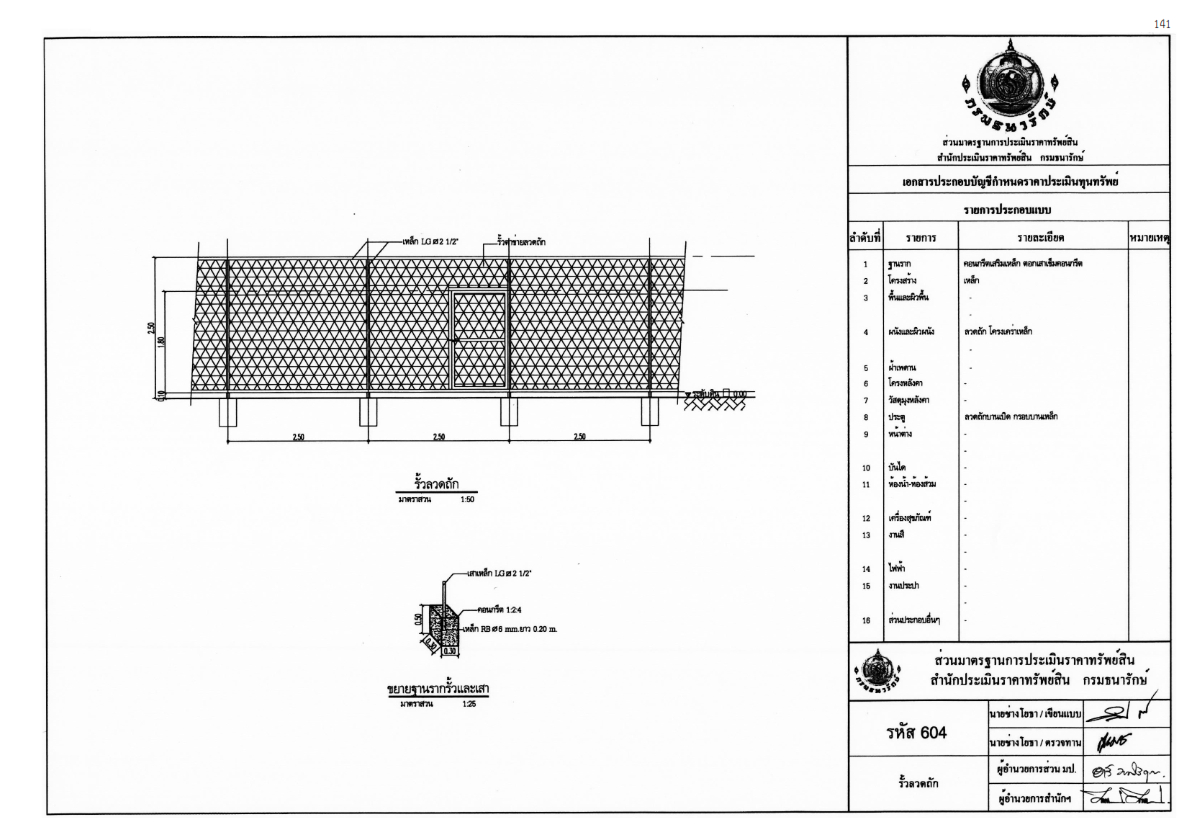 141
กรมธนารักษ์
ส่วนมาตรฐานการประเมินราคาทรัพย์สิน
สำนักประเมินราคาทรัพย์สิน กรมธนารักษ์
เอกสารประกอบบัญชีกำหนดราคาประเมินทุนทรัพย์
รายการประกอบแบบ
ลำดับที่ รายการ รายละเอียด หมายเหตุ
1 ฐานราก คอนกรีตเสริมเหล็ก ตอกเสาเข็มคอนกรีต
2 โครงสร้าง เหล็ก
3 พื้นและผิวพื้น -
-
4 ผนังและผิวผนัง ลวดถัก โครงเคร่าเหล็ก
-
5 ฝ้าเพดาน -
6 โครงหลังคา -
7 วัสดุมุงหลังคา -
8 ประตู ลวดถักบานเปิด กรอบบานเหล็ก
9 หน้าต่าง -
-
10 บันได -
11 ห้องน้ำ-ห้องส้วม -
-
12 เครื่องสุขภัณฑ์ -
13 งานสี -
-
14 ไฟฟ้า -
15 งานประปา -
-
16 ส่วนประกอบอื่นๆ -
เหล็ก LG ø 2 1/2"
รั้วตาข่ายลวดถัก
2.50
1.80
0.10
ระดับดิน 0.00
2.50 2.50 2.50
รั้วลวดถัก
มาตราส่วน 1:50
เสาเหล็ก LG ø 2 1/2"
คอนกรีต 1:2:4
เหล็ก RB ø 6 mm.ยาว 0.20 m.
0.50
0.30
0.30
ขยายฐานรากรั้วและเสา
มาตราส่วน 1:25
กรมธนารักษ์
ส่วนมาตรฐานการประเมินราคาทรัพย์สิน
สำนักประเมินราคาทรัพย์สิน กรมธนารักษ์
รหัส 604
รั้วลวดถัก
นายช่างโยธา / เขียนแบบ
นายช่างโยธา / ตรวจทาน
ผู้อำนวยการส่วน มป.
ผู้อำนวยการสำนักฯ